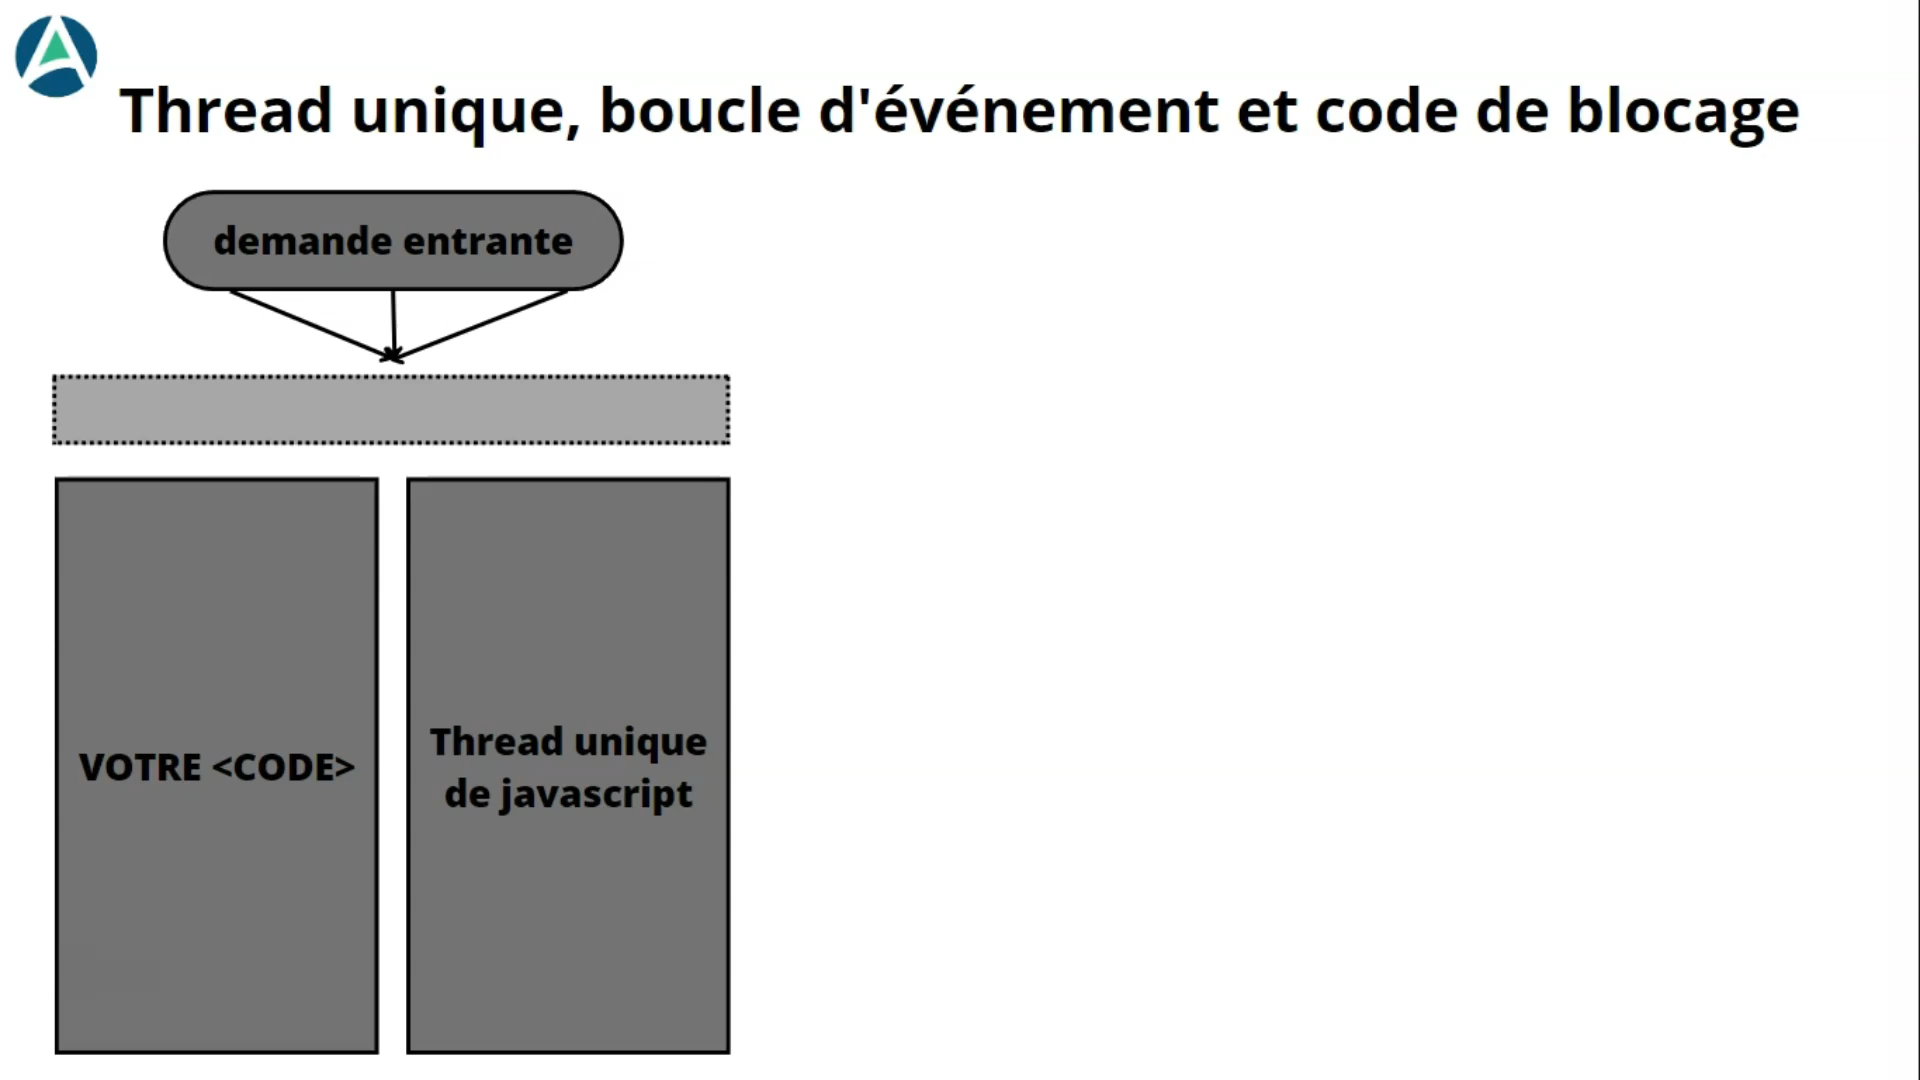 Thread unique, boucle d'événement et code de blocage
demande entrante
VOTRE <CODE>
Thread unique
de javascript